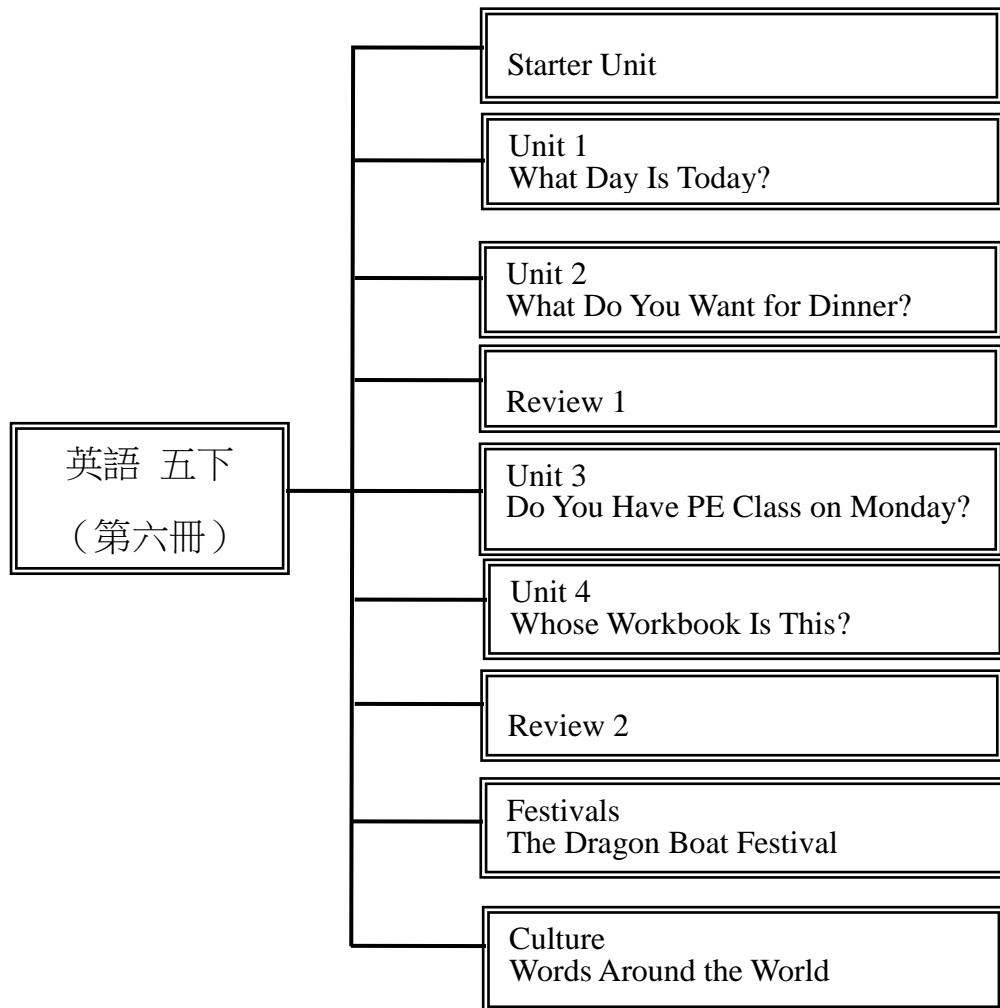 英語 五下
（第六冊）
Starter Unit
Unit 1
What Day Is Today?
Unit 2
What Do You Want for Dinner?
Review 1
Unit 3
Do You Have PE Class on Monday?
Unit 4
Whose Workbook Is This?
Review 2
Festivals
The Dragon Boat Festival
Culture
Words Around the World